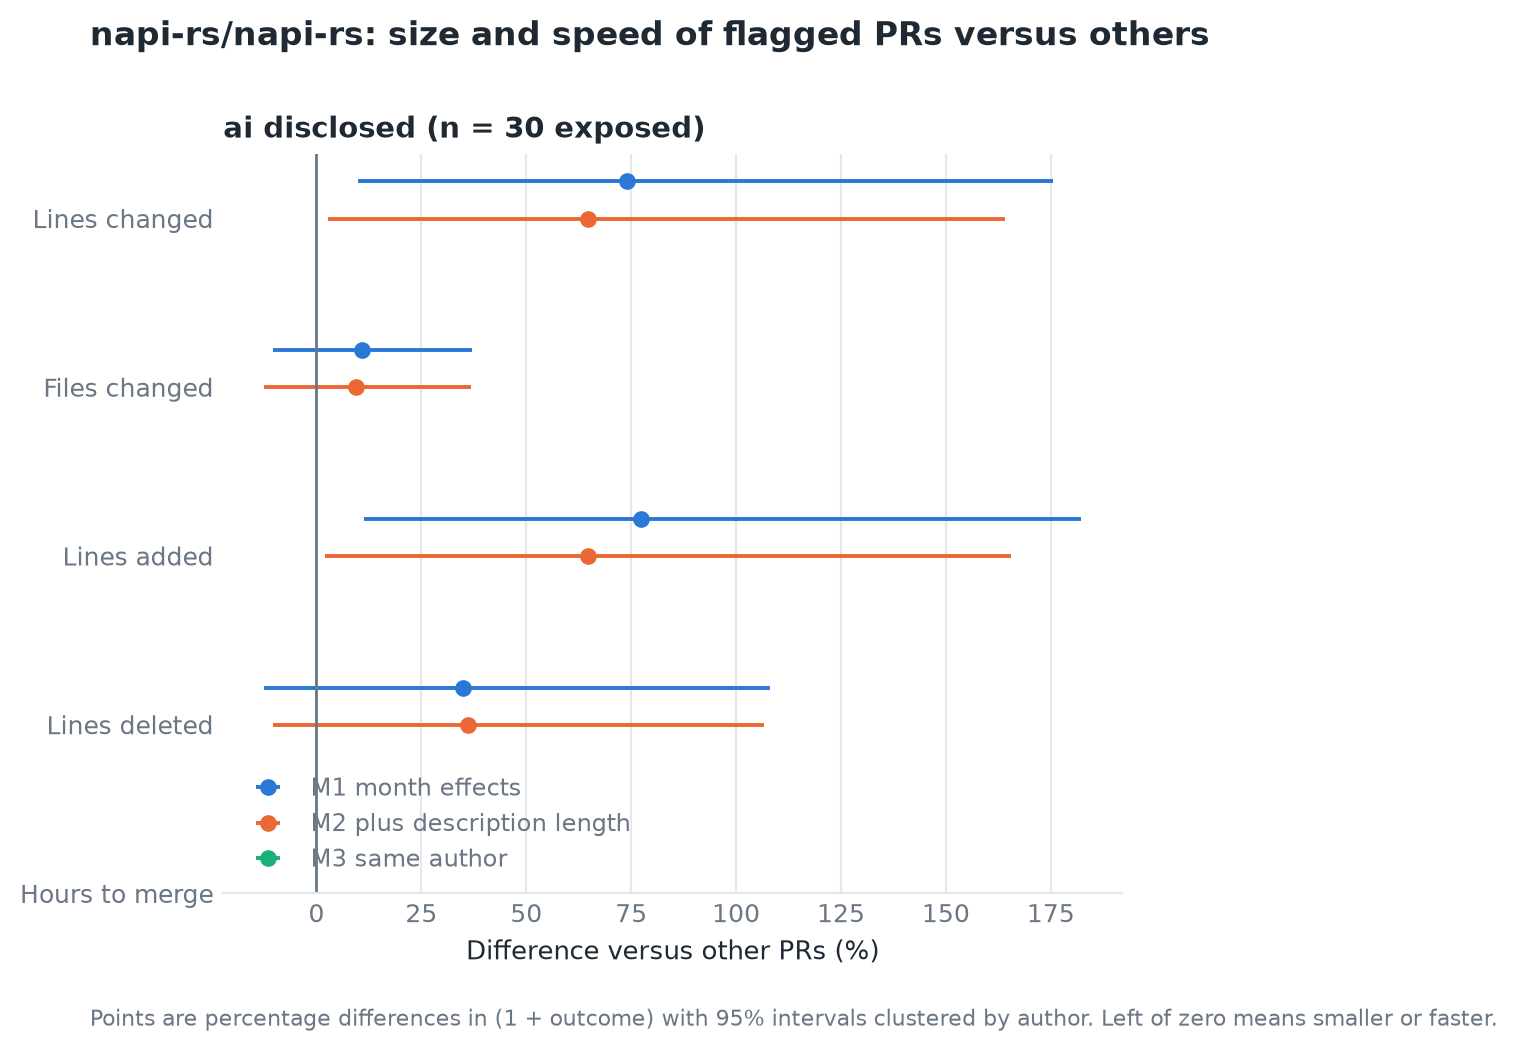 napi-rs/napi-rs: size and speed of flagged PRs versus others
ai disclosed (n = 30 exposed)
Lines changed
Files changed
Lines added
Lines deleted
M1 month effects
M2 plus description length
M3 same author
Hours to merge
0 25 50 75 100 125 150 175
Difference versus other PRs (%)
Points are percentage differences in (1 + outcome) with 95% intervals clustered by author. Left of zero means smaller or faster.